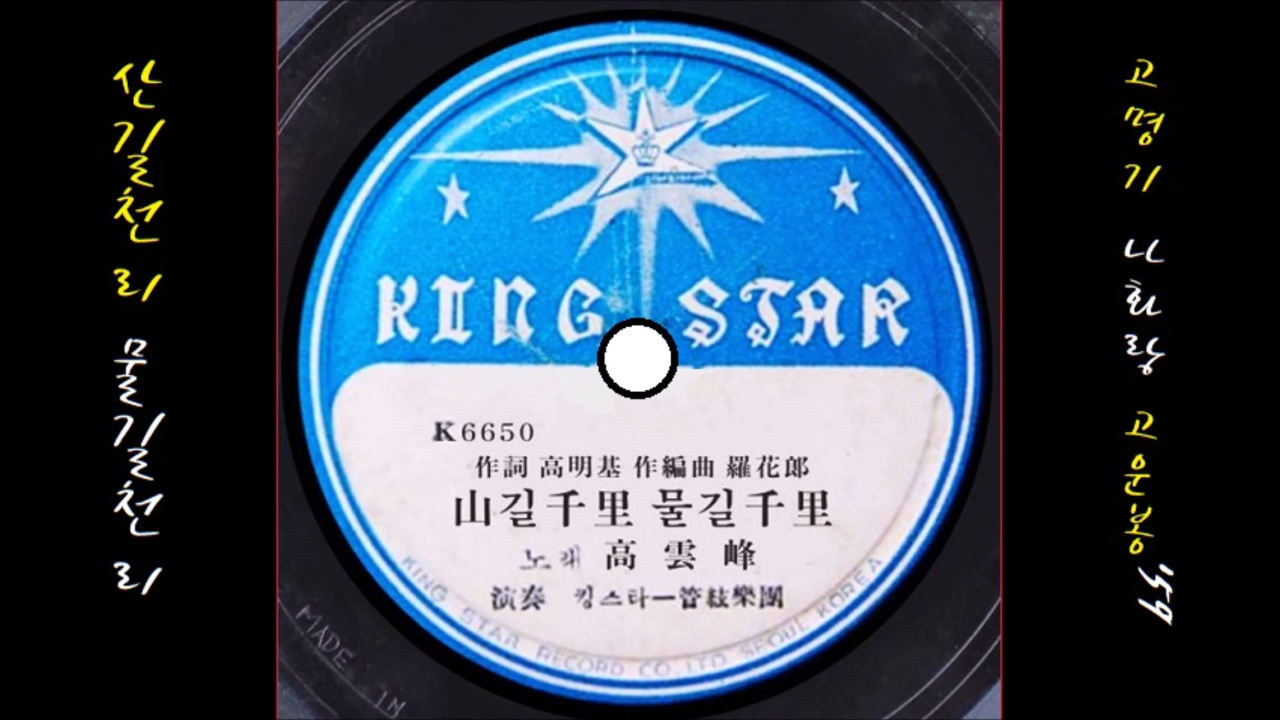 산길천리 물길천리
KING STAR
K6650
作詞 高明基 作編曲 羅花郎
山길千里 물길千里
노래 高雲峰
演奏 킹스타ー管絃樂團
KING STAR RECORD CO., LTD SEOUL KOREA
MADE IN
고명기 나화랑 고운봉 '59